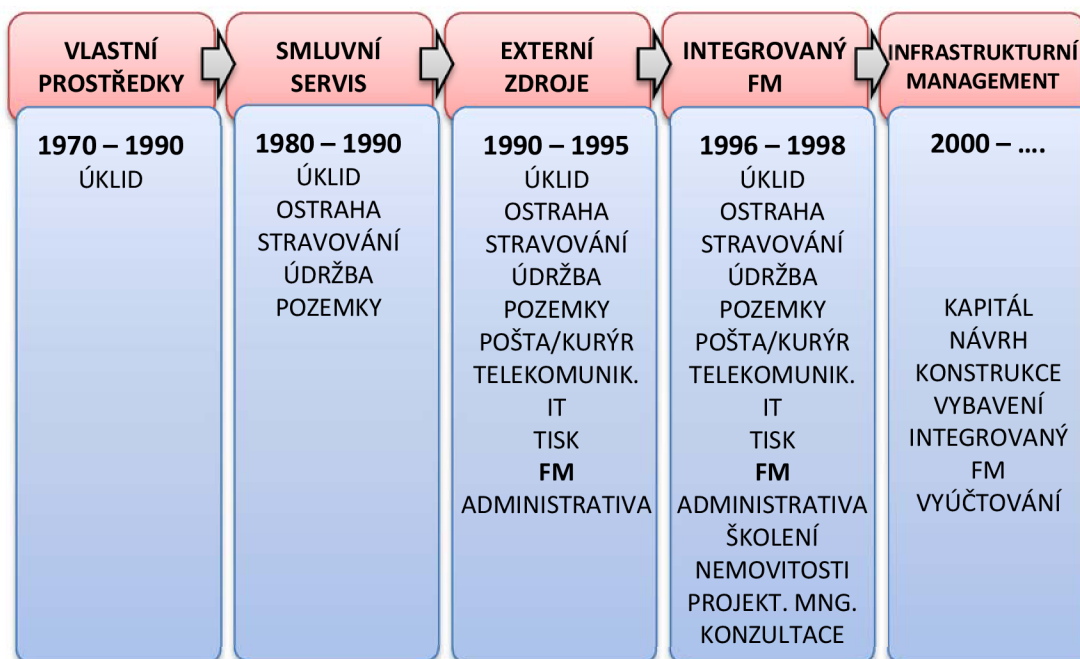 VLASTNÍ
PROSTŘEDKY
1970 – 1990
ÚKLID
SMLUVNÍ
SERVIS
1980 – 1990
ÚKLID
OSTRAHA
STRAVOVÁNÍ
ÚDRŽBA
POZEMKY
EXTERNÍ
ZDROJE
1990 – 1995
ÚKLID
OSTRAHA
STRAVOVÁNÍ
ÚDRŽBA
POZEMKY
POŠTA/KURÝR
TELEKOMUNIK.
IT
TISK
FM
ADMINISTRATIVA
INTEGROVANÝ
FM
1996 – 1998
ÚKLID
OSTRAHA
STRAVOVÁNÍ
ÚDRŽBA
POZEMKY
POŠTA/KURÝR
TELEKOMUNIK.
IT
TISK
FM
ADMINISTRATIVA
ŠKOLENÍ
NEMOVITOSTI
PROJEKT. MNG.
KONZULTACE
INFRASTRUKTURNÍ
MANAGEMENT
2000 – ….
KAPITÁL
NÁVRH
KONSTRUKCE
VYBAVENÍ
INTEGROVANÝ
FM
VYÚČTOVÁNÍ